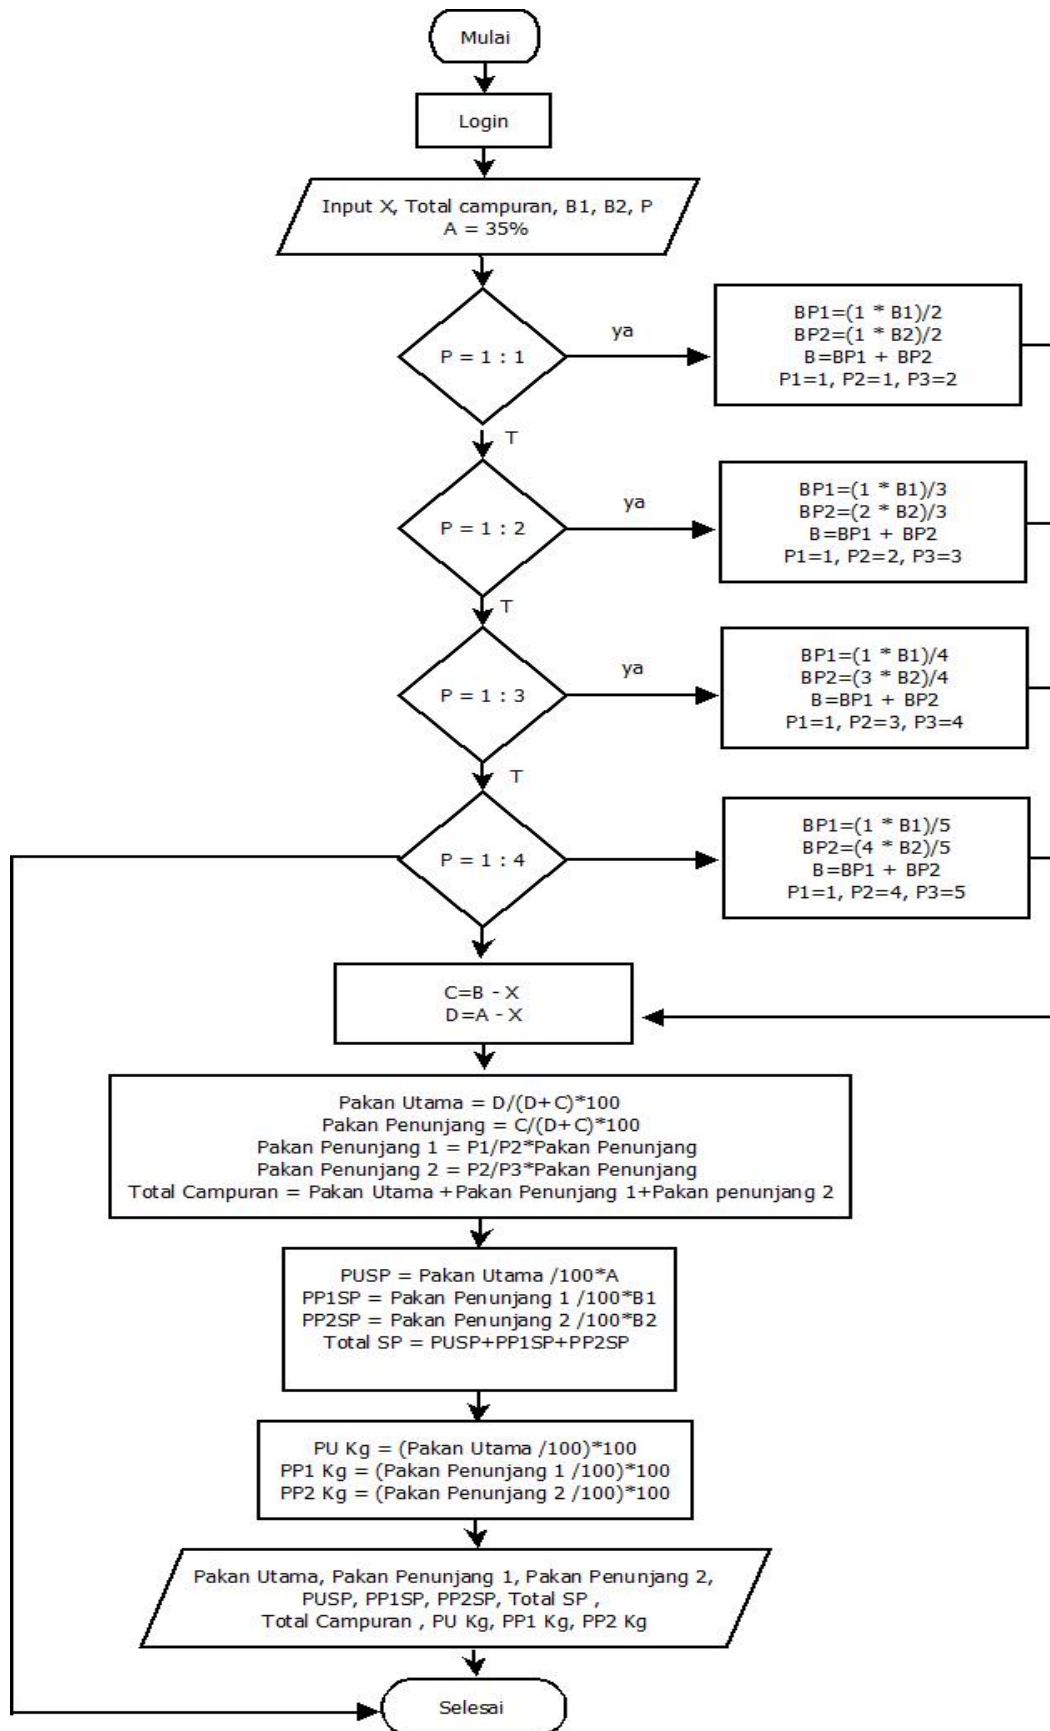 Mulai
Login
Input X, Total campuran, B1, B2, P
A = 35%
P = 1 : 1
ya
BP1=(1 * B1)/2
BP2=(1 * B2)/2
B=BP1 + BP2
P1=1, P2=1, P3=2
T
P = 1 : 2
ya
BP1=(1 * B1)/3
BP2=(2 * B2)/3
B=BP1 + BP2
P1=1, P2=2, P3=3
T
P = 1 : 3
ya
BP1=(1 * B1)/4
BP2=(3 * B2)/4
B=BP1 + BP2
P1=1, P2=3, P3=4
T
P = 1 : 4
BP1=(1 * B1)/5
BP2=(4 * B2)/5
B=BP1 + BP2
P1=1, P2=4, P3=5
C=B - X
D=A - X
Pakan Utama = D/(D+C)*100
Pakan Penunjang = C/(D+C)*100
Pakan Penunjang 1 = P1/P2*Pakan Penunjang
Pakan Penunjang 2 = P2/P3*Pakan Penunjang
Total Campuran = Pakan Utama +Pakan Penunjang 1+Pakan penunjang 2
PUSP = Pakan Utama /100*A
PP1SP = Pakan Penunjang 1 /100*B1
PP2SP = Pakan Penunjang 2 /100*B2
Total SP = PUSP+PP1SP+PP2SP
PU Kg = (Pakan Utama /100)*100
PP1 Kg = (Pakan Penunjang 1 /100)*100
PP2 Kg = (Pakan Penunjang 2 /100)*100
Pakan Utama, Pakan Penunjang 1, Pakan Penunjang 2,
PUSP, PP1SP, PP2SP, Total SP ,
Total Campuran , PU Kg, PP1 Kg, PP2 Kg
Selesai